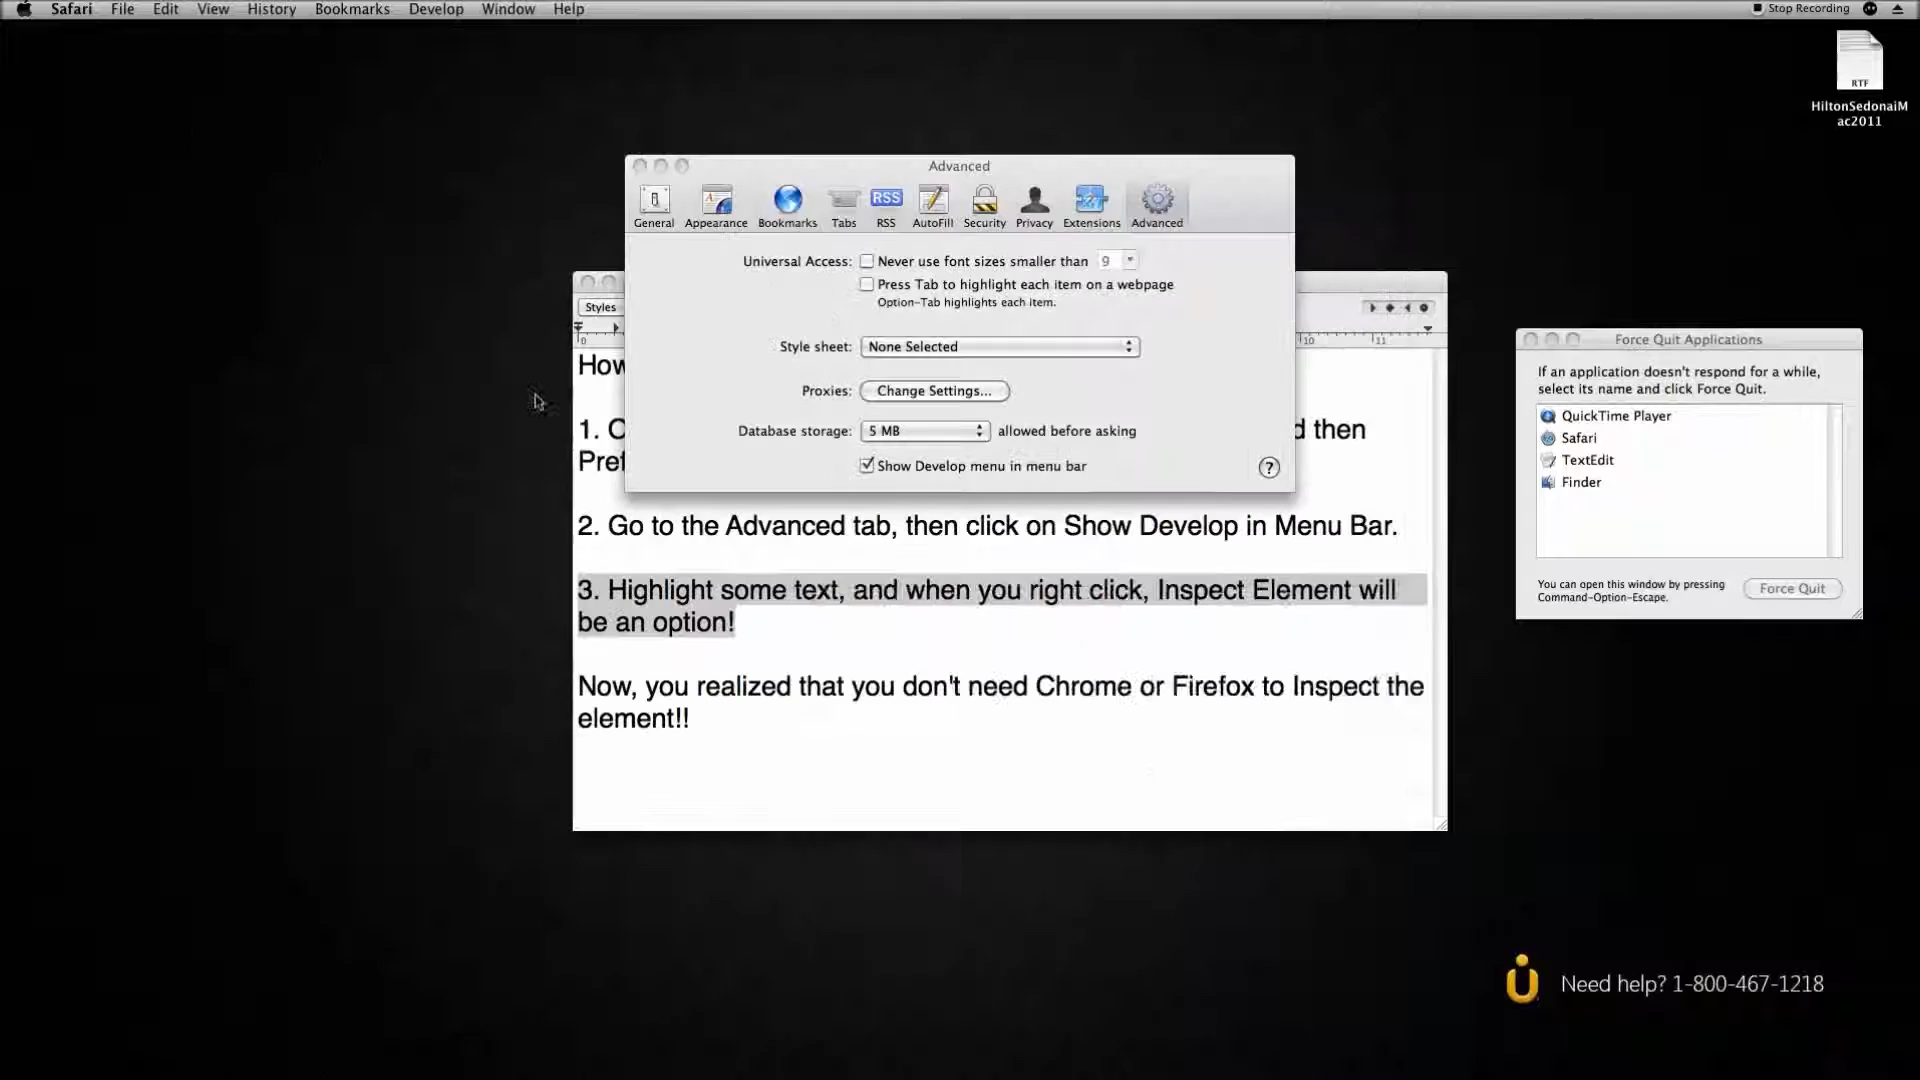 Safari File Edit View History Bookmarks Develop Window Help Stop Recording
RTF
HiltonSedonaiM
ac2011
Advanced
General Appearance Bookmarks Tabs RSS RSS AutoFill Security Privacy Extensions Advanced
Universal Access: Never use font sizes smaller than 9
Press Tab to highlight each item on a webpage
Option-Tab highlights each item.
Style sheet: None Selected
Proxies: Change Settings...
Database storage: 5 MB allowed before asking
Show Develop menu in menu bar
?
Styles
0 10 11
How
1. d then
Pref
2. Go to the Advanced tab, then click on Show Develop in Menu Bar.
3. Highlight some text, and when you right click, Inspect Element will
be an option!
Now, you realized that you don't need Chrome or Firefox to Inspect the
element!!
Force Quit Applications
If an application doesn't respond for a while,
select its name and click Force Quit.
QuickTime Player
Safari
TextEdit
Finder
You can open this window by pressing
Command-Option-Escape.
Force Quit
Need help? 1-800-467-1218